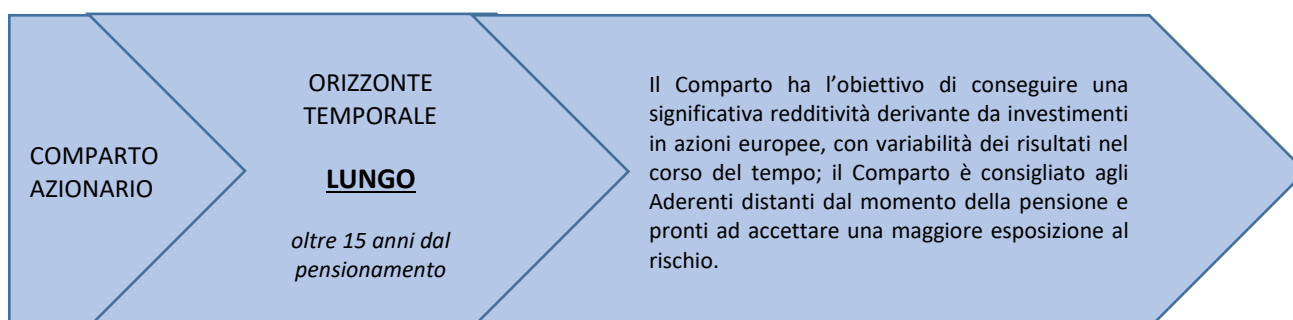 COMPARTO
AZIONARIO
ORIZZONTE
TEMPORALE
LUNGO
oltre 15 anni dal
pensionamento
Il Comparto ha l’obiettivo di conseguire una
significativa redditività derivante da investimenti
in azioni europee, con variabilità dei risultati nel
corso del tempo; il Comparto è consigliato agli
Aderenti distanti dal momento della pensione e
pronti ad accettare una maggiore esposizione al
rischio.